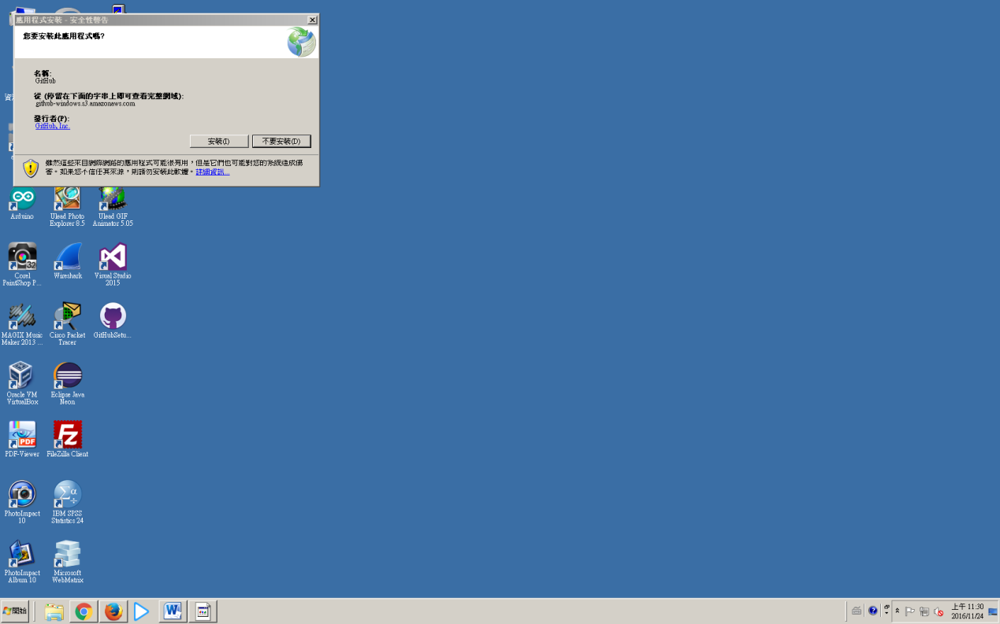 應用程式安裝 - 安全性警告
您要安裝此應用程式嗎?
名稱:
GitHub
從 (停留在下面的字串上即可查看完整網域):
github-windows.s3.amazonaws.com
發行者(P):
GitHub, Inc.
安裝(I)
不要安裝(D)
雖然這些來自網際網路的應用程式可能很有用，但是它們也可能對您的系統造成傷
害。如果您不信任其來源，則請勿安裝此軟體。詳細資訊...
Arduino
Ulead Photo
Explorer 8.5
Ulead GIF
Animator 5.05
32
Corel
PaintShop P...
Wireshark
Visual Studio
2015
MAGIX Music
Maker 2013 ...
Cisco Packet
Tracer
GitHubSetu...
Oracle VM
VirtualBox
Eclipse Java
Neon
PDF
PDF-Viewer
FZ
FileZilla Client
PhotoImpact
10
Σα
÷
IBM SPSS
Statistics 24
PhotoImpact
Album 10
Microsoft
WebMatrix
開始
W
上午 11:30
2016/11/24